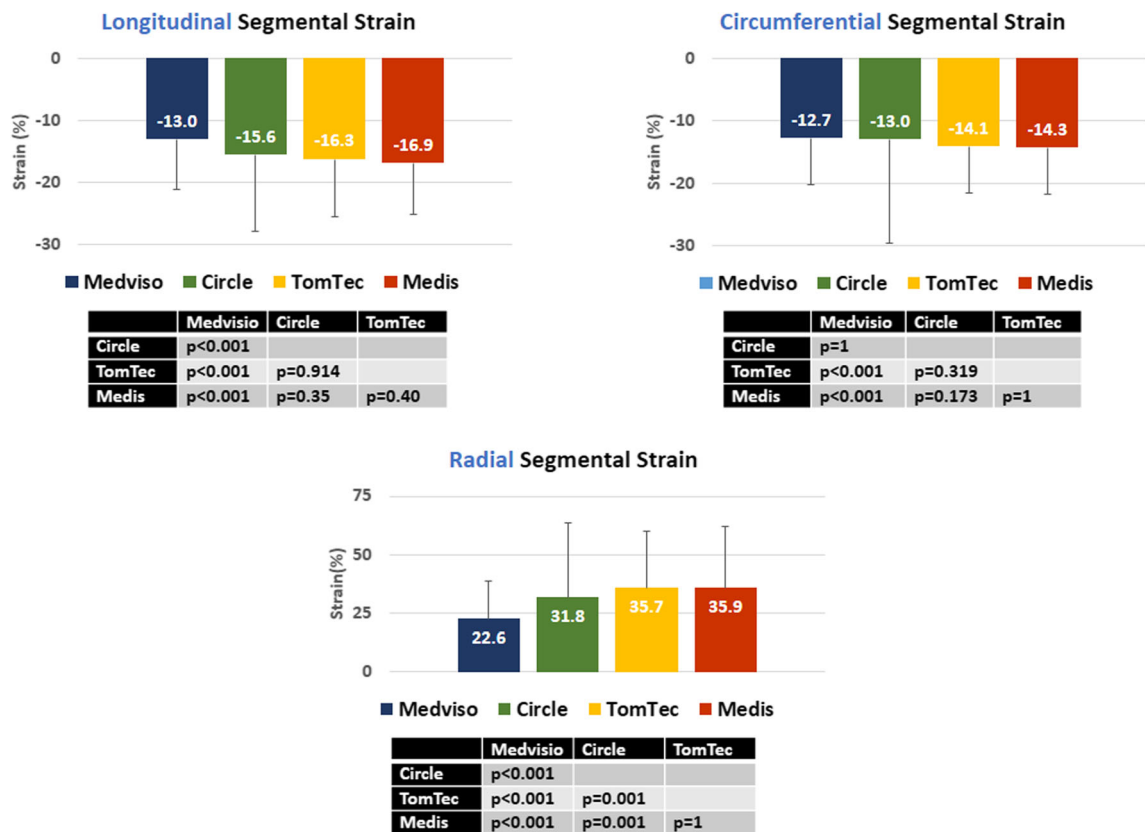 Longitudinal Segmental Strain
0
-10
-20
-30
Strain (%)
-13.0
-15.6
-16.3
-16.9
Medviso Circle TomTec Medis
Medvisio Circle TomTec
Circle p<0.001
TomTec p<0.001 p=0.914
Medis p<0.001 p=0.35 p=0.40
Circumferential Segmental Strain
0
-10
-20
-30
Strain (%)
-12.7
-13.0
-14.1
-14.3
Medviso Circle TomTec Medis
Medvisio Circle TomTec
Circle p=1
TomTec p<0.001 p=0.319
Medis p<0.001 p=0.173 p=1
Radial Segmental Strain
75
50
25
0
Strain(%)
22.6
31.8
35.7
35.9
Medviso Circle TomTec Medis
Medvisio Circle TomTec
Circle p<0.001
TomTec p<0.001 p=0.001
Medis p<0.001 p=0.001 p=1